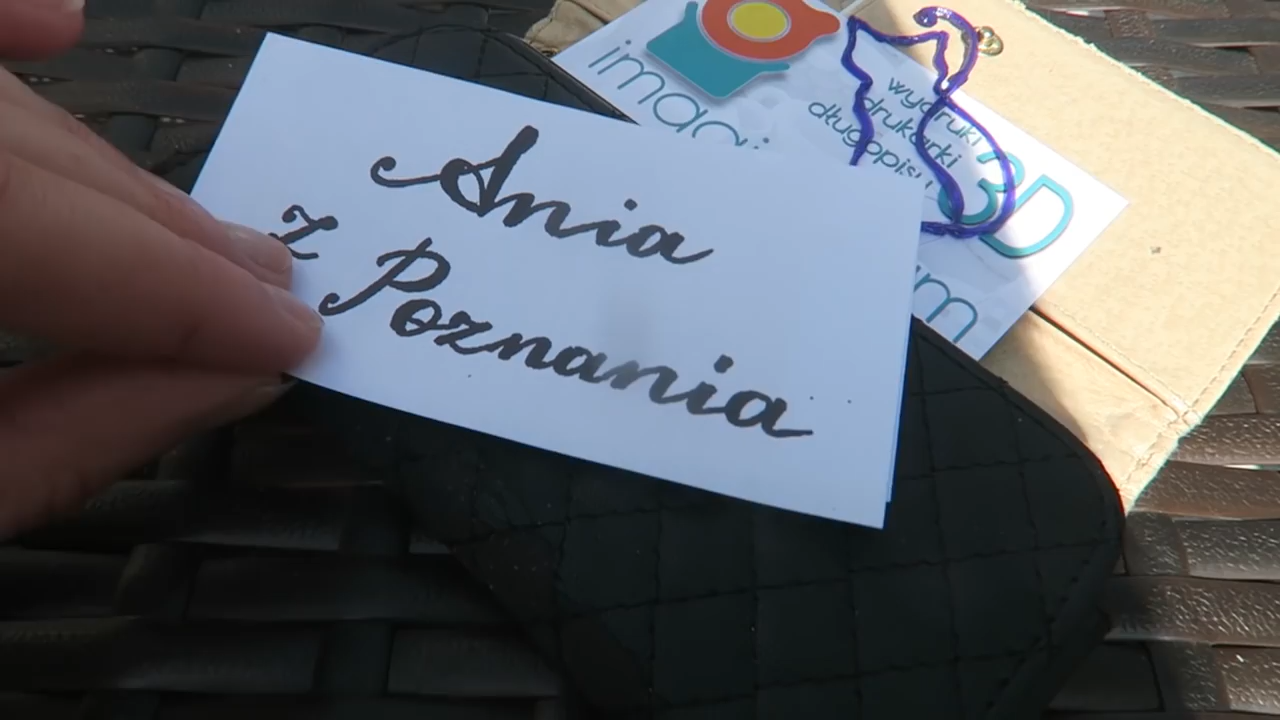 Ania
z Poznania
wydruki
drukarki
długopisy
3D